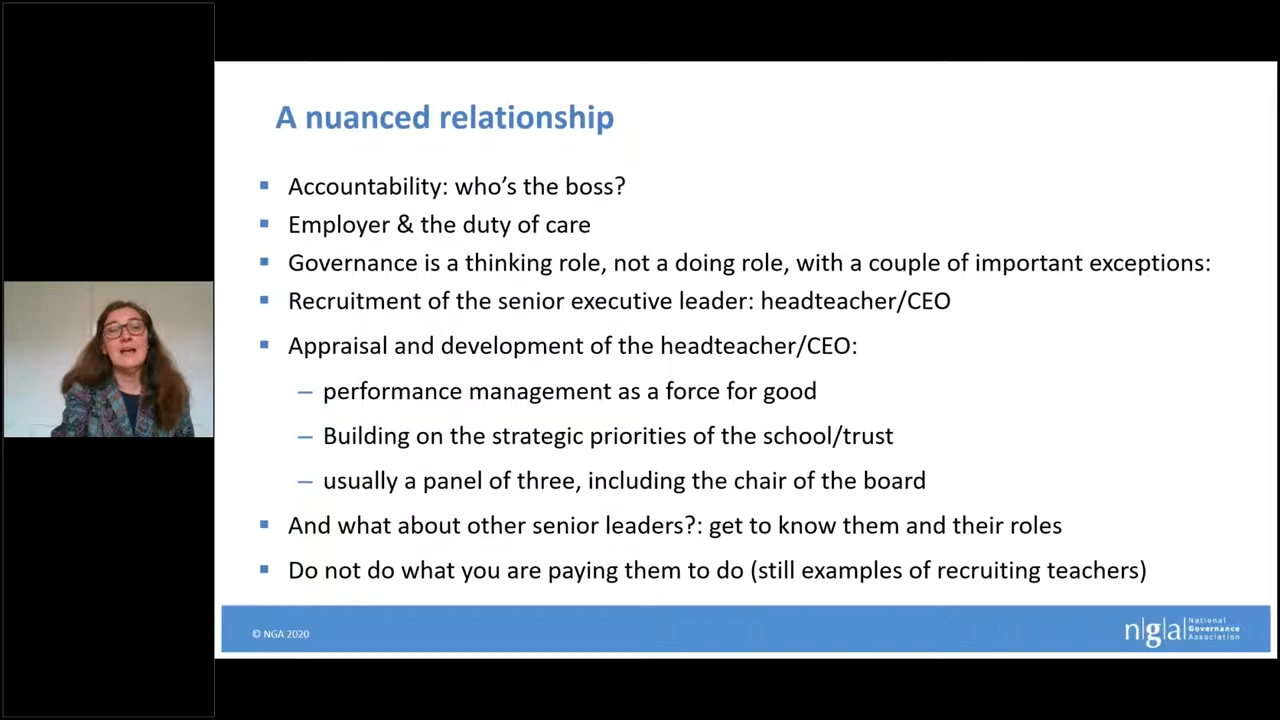 A nuanced relationship
Accountability: who's the boss?
Employer & the duty of care
Governance is a thinking role, not a doing role, with a couple of important exceptions:
Recruitment of the senior executive leader: headteacher/CEO
Appraisal and development of the headteacher/CEO:
– performance management as a force for good
– Building on the strategic priorities of the school/trust
– usually a panel of three, including the chair of the board
And what about other senior leaders?: get to know them and their roles
Do not do what you are paying them to do (still examples of recruiting teachers)
© NGA 2020
n|g|a|
National
Governance
Association